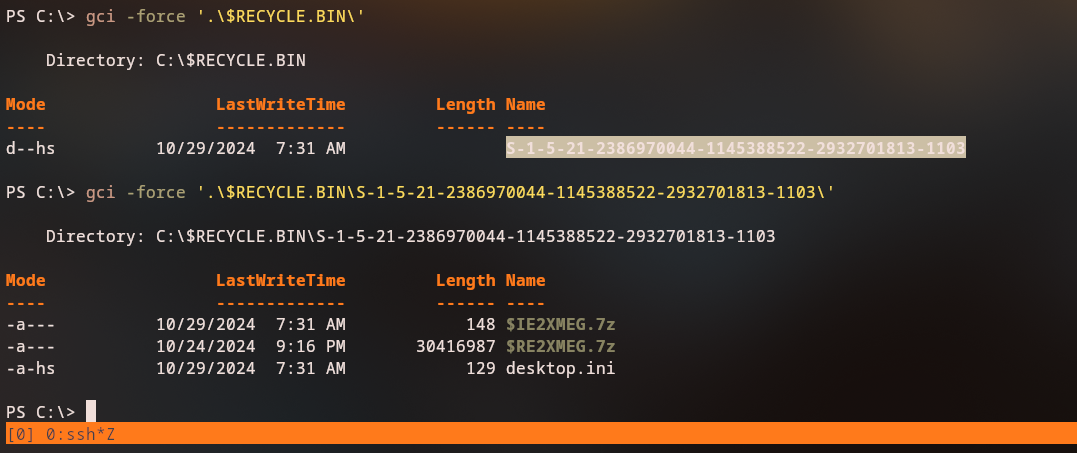 PS C:\> gci -force '.\$RECYCLE.BIN\'
Directory: C:\$RECYCLE.BIN
Mode LastWriteTime Length Name
---- ------------- ------ ----
d--hs 10/29/2024 7:31 AM S-1-5-21-2386970044-1145388522-2932701813-1103
PS C:\> gci -force '.\$RECYCLE.BIN\S-1-5-21-2386970044-1145388522-2932701813-1103\'
Directory: C:\$RECYCLE.BIN\S-1-5-21-2386970044-1145388522-2932701813-1103
Mode LastWriteTime Length Name
---- ------------- ------ ----
-a--- 10/29/2024 7:31 AM 148 $IE2XMEG.7z
-a--- 10/24/2024 9:16 PM 30416987 $RE2XMEG.7z
-a-hs 10/29/2024 7:31 AM 129 desktop.ini
PS C:\>
[0] 0:ssh*Z